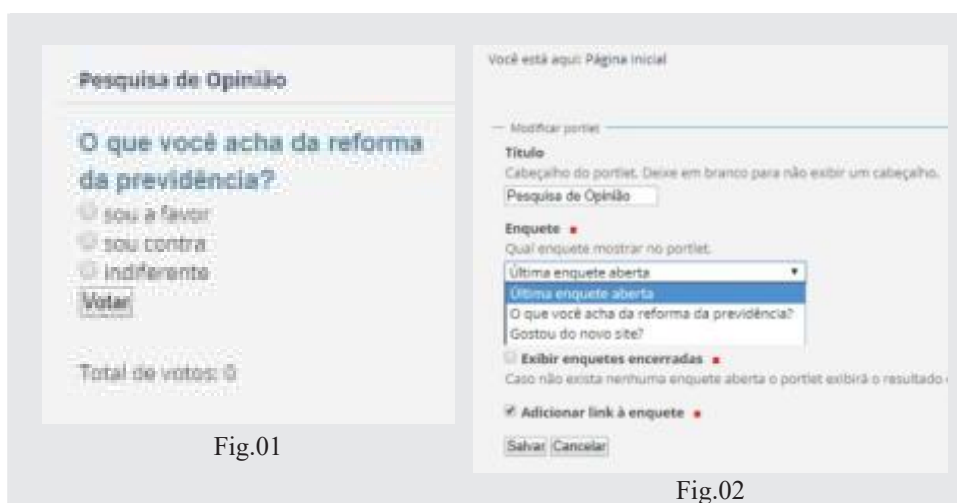 Pesquisa de Opinião
O que você acha da reforma
da previdência?
sou a favor
sou contra
indiferente
Votar
Total de votos: 0
Fig.01
Você está aqui: Página Inicial
Modificar portlet
Título
Cabeçalho do portlet. Deixe em branco para não exibir um cabeçalho.
Pesquisa de Opinião
Enquete
Qual enquete mostrar no portlet.
Última enquete aberta
Última enquete aberta
O que você acha da reforma da previdência?
Gostou do novo site?
Exibir enquetes encerradas
Caso não exista nenhuma enquete aberta o portlet exibirá o resultado
Adicionar link à enquete
Salvar Cancelar
Fig.02